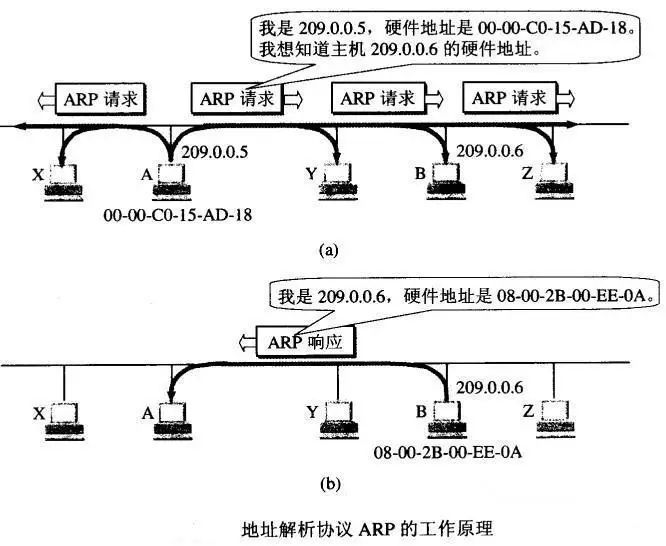 我是 209.0.0.5，硬件地址是 00-00-C0-15-AD-18。
我想知道主机 209.0.0.6 的硬件地址。
ARP 请求 ARP 请求 ARP 请求 ARP 请求
209.0.0.5 209.0.0.6
X A Y B Z
00-00-C0-15-AD-18
(a)
我是 209.0.0.6，硬件地址是 08-00-2B-00-EE-0A。
ARP 响应
209.0.0.6
X A Y B Z
08-00-2B-00-EE-0A
(b)
地址解析协议 ARP 的工作原理